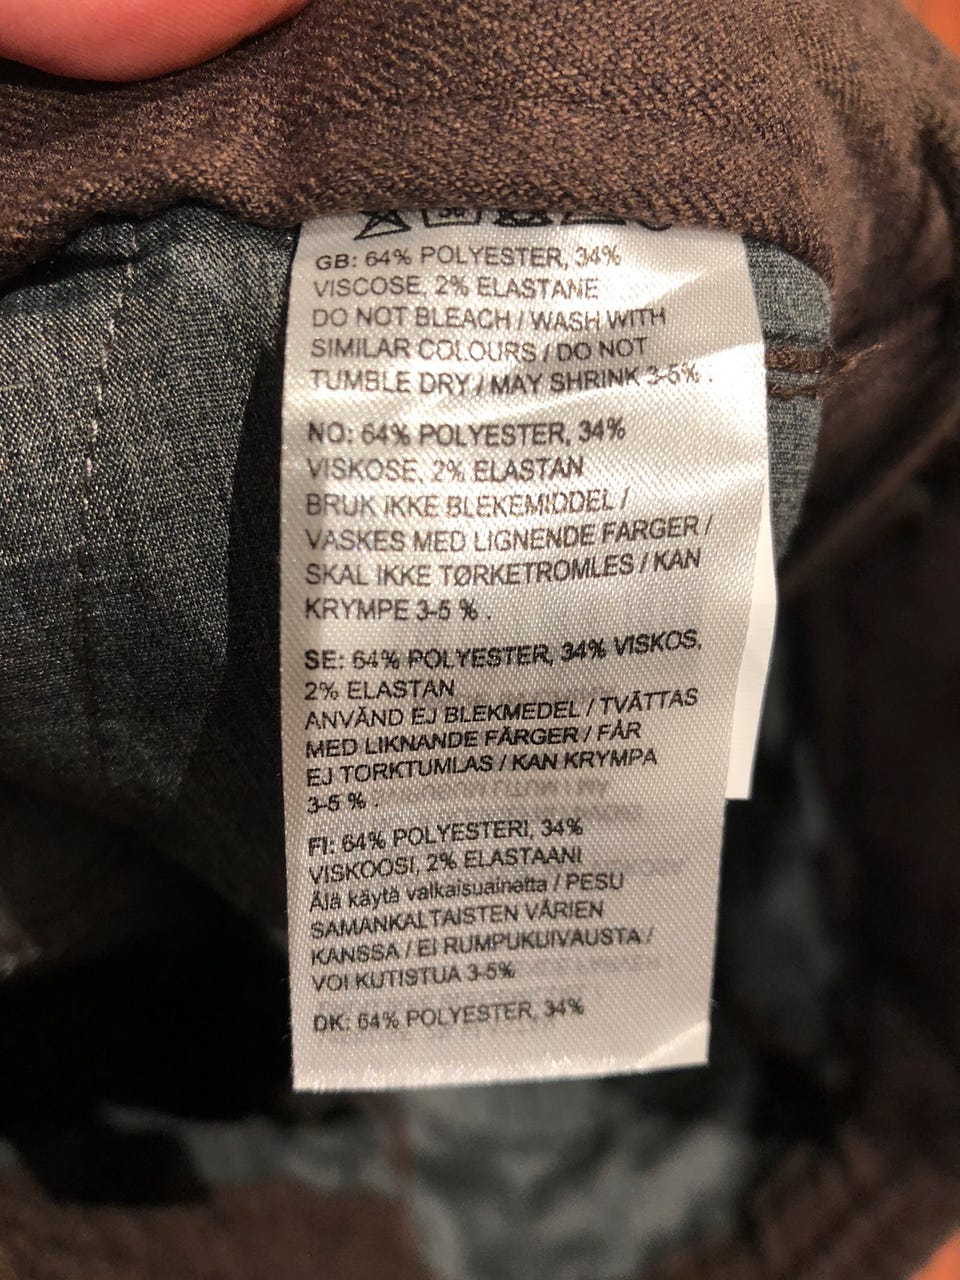 GB: 64% POLYESTER, 34%
VISCOSE, 2% ELASTANE
DO NOT BLEACH / WASH WITH
SIMILAR COLOURS / DO NOT
TUMBLE DRY / MAY SHRINK 3-5% .
NO: 64% POLYESTER, 34%
VISKOSE, 2% ELASTAN
BRUK IKKE BLEKEMIDDEL /
VASKES MED LIGNENDE FARGER /
SKAL IKKE TØRKETROMLES / KAN
KRYMPE 3-5 % .
SE: 64% POLYESTER, 34% VISKOS,
2% ELASTAN
ANVÄND EJ BLEKMEDEL / TVÄTTAS
MED LIKNANDE FÄRGER / FÅR
EJ TORKTUMLAS / KAN KRYMPA
3-5 % .
FI: 64% POLYESTERI, 34%
VISKOOSI, 2% ELASTAANI
Älä käytä valkaisuainetta / PESU
SAMANKALTAISTEN VÄRIEN
KANSSA / EI RUMPUKUIVAUSTA /
VOI KUTISTUA 3-5%
DK: 64% POLYESTER, 34%